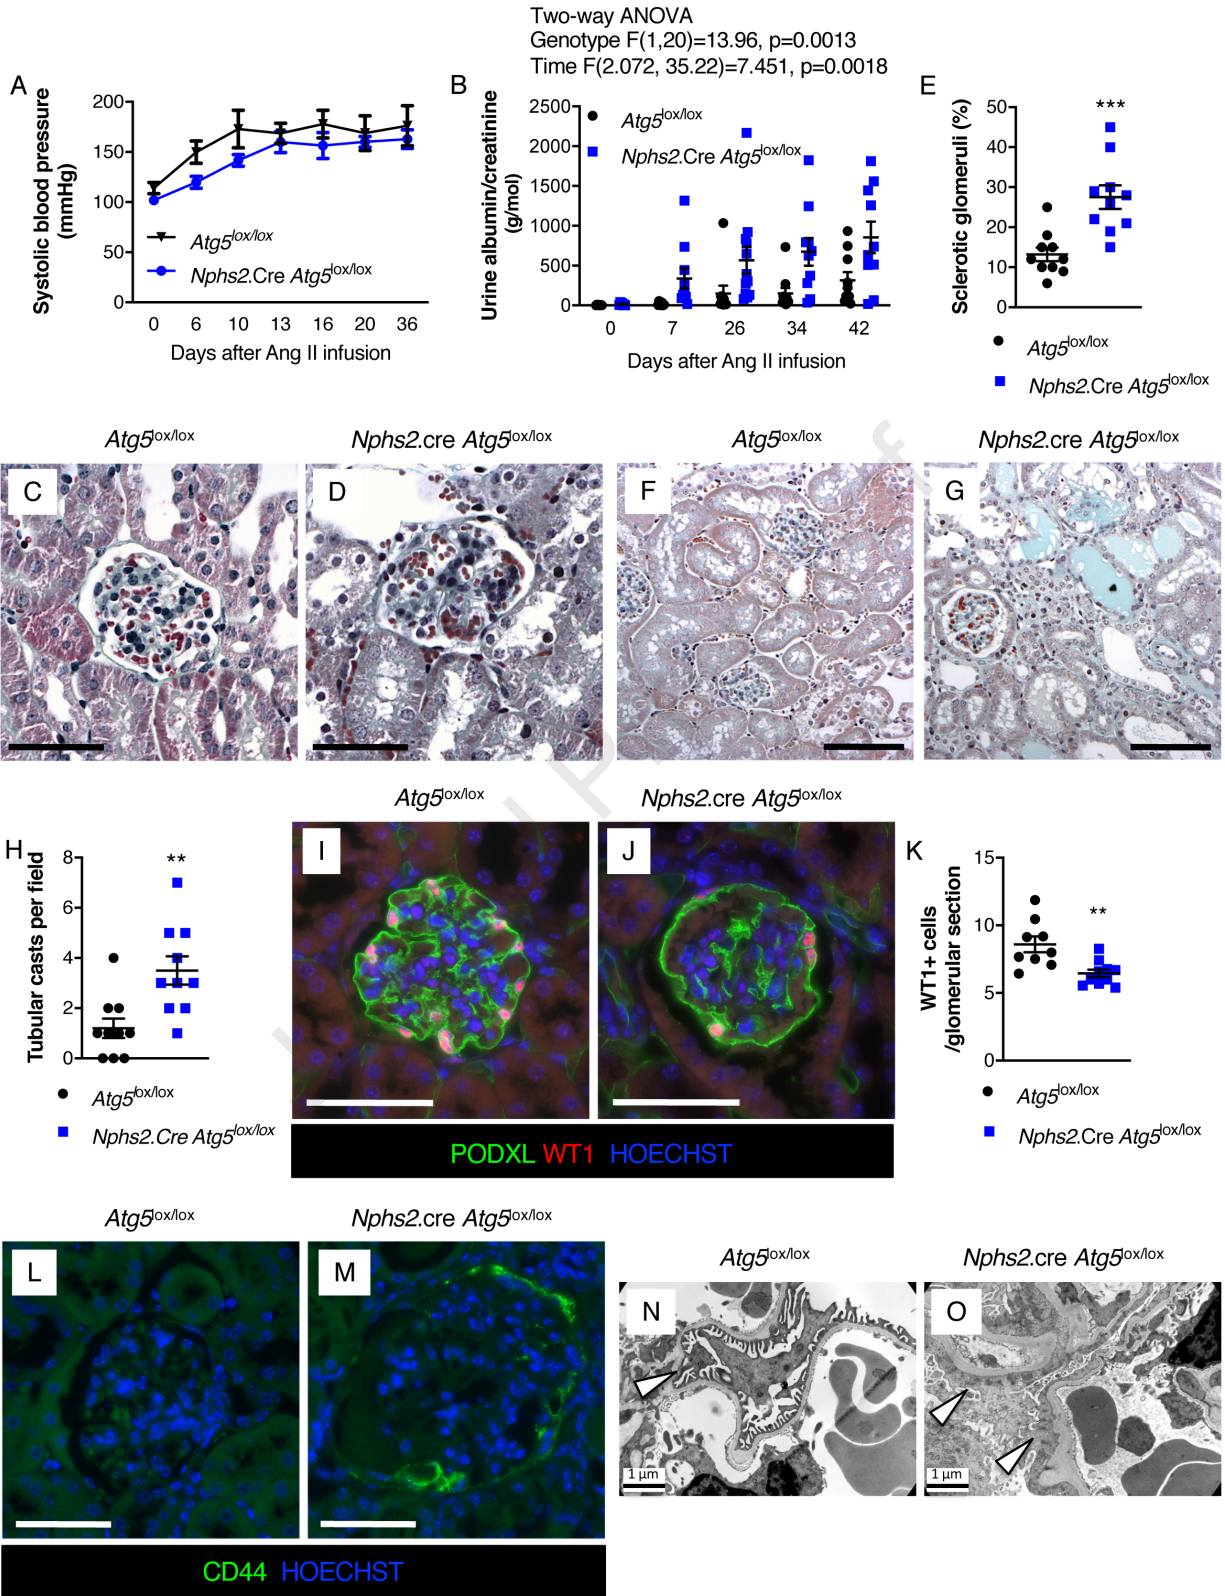 Two-way ANOVA
Genotype F(1,20)=13.96, p=0.0013
Time F(2.072, 35.22)=7.451, p=0.0018
A
Systolic blood pressure
(mmHg)
200
150
100
50
0
Atg5lox/lox
Nphs2.Cre Atg5lox/lox
0 6 10 13 16 20 36
Days after Ang II infusion
B
Urine albumin/creatinine
(g/mol)
2500
2000
1500
1000
500
0
Atg5lox/lox
Nphs2.Cre Atg5lox/lox
0 7 26 34 42
Days after Ang II infusion
E
Sclerotic glomeruli (%)
50
40
30
20
10
0
***
Atg5lox/lox
Nphs2.Cre Atg5lox/lox
Atg5lox/lox
Nphs2.cre Atg5lox/lox
Atg5lox/lox
Nphs2.cre Atg5lox/lox
C
D
F
G
H
Tubular casts per field
8
6
4
2
0
**
Atg5lox/lox
Nphs2.Cre Atg5lox/lox
Atg5lox/lox
Nphs2.cre Atg5lox/lox
I
J
PODXL WT1 HOECHST
K
WT1+ cells
/glomerular section
15
10
5
0
**
Atg5lox/lox
Nphs2.Cre Atg5lox/lox
Atg5lox/lox
Nphs2.cre Atg5lox/lox
L
M
CD44 HOECHST
Atg5lox/lox
Nphs2.cre Atg5lox/lox
N
O
1 µm
1 µm